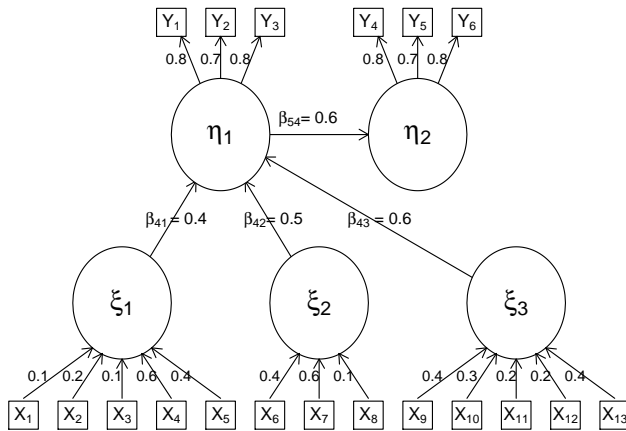 Y₁ Y₂ Y₃ Y₄ Y₅ Y₆
0.8 0.7 0.8 0.8 0.7 0.8
η₁ β₅₄= 0.6 η₂
β₄₁= 0.4 β₄₂= 0.5 β₄₃= 0.6
ξ₁ ξ₂ ξ₃
0.1 0.2 0.1 0.6 0.4 0.4 0.6 0.1 0.4 0.3 0.2 0.2 0.4
X₁ X₂ X₃ X₄ X₅ X₆ X₇ X₈ X₉ X₁₀ X₁₁ X₁₂ X₁₃